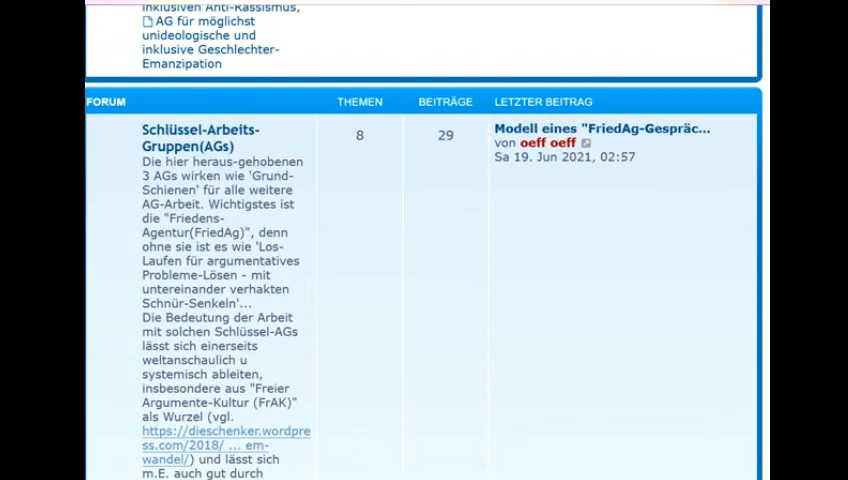 inklusiven Anti-Rassismus,
AG für möglichst
unideologische und
inklusive Geschlechter-
Emanzipation
FORUM THEMEN BEITRÄGE LETZTER BEITRAG
Schlüssel-Arbeits-
Gruppen(AGs)
Die hier heraus-gehobenen
3 AGs wirken wie 'Grund-
Schienen' für alle weitere
AG-Arbeit. Wichtigstes ist
die "Friedens-
Agentur(FriedAg)", denn
ohne sie ist es wie 'Los-
Laufen für argumentatives
Probleme-Lösen - mit
untereinander verhakten
Schnür-Senkeln'...
Die Bedeutung der Arbeit
mit solchen Schlüssel-AGs
lässt sich einerseits
weltanschaulich u
systemisch ableiten,
insbesondere aus "Freier
Argumente-Kultur (FrAK)"
als Wurzel (vgl.
https://dieschenker.wordpre
ss.com/2018/ ... em-
wandel/) und lässt sich
m.E. auch gut durch
8
29
Modell eines "FriedAg-Gespräc...
von oeff oeff
Sa 19. Jun 2021, 02:57